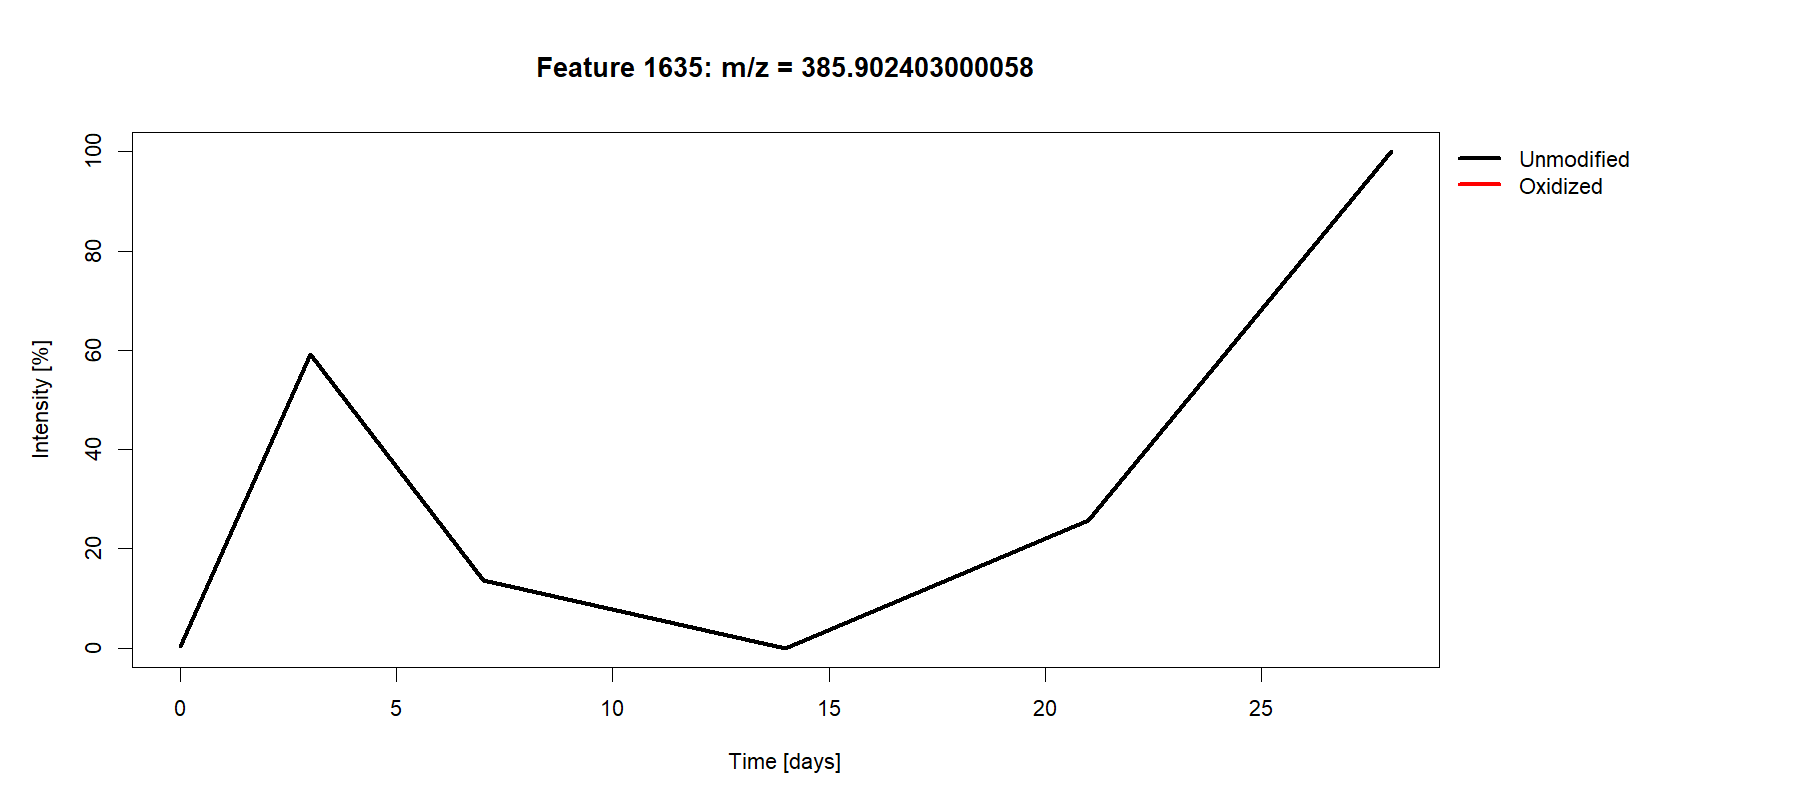 Feature 1635: m/z = 385.902403000058
100
80
60
40
20
0
Intensity [%]
0 5 10 15 20 25
Time [days]
Unmodified
Oxidized